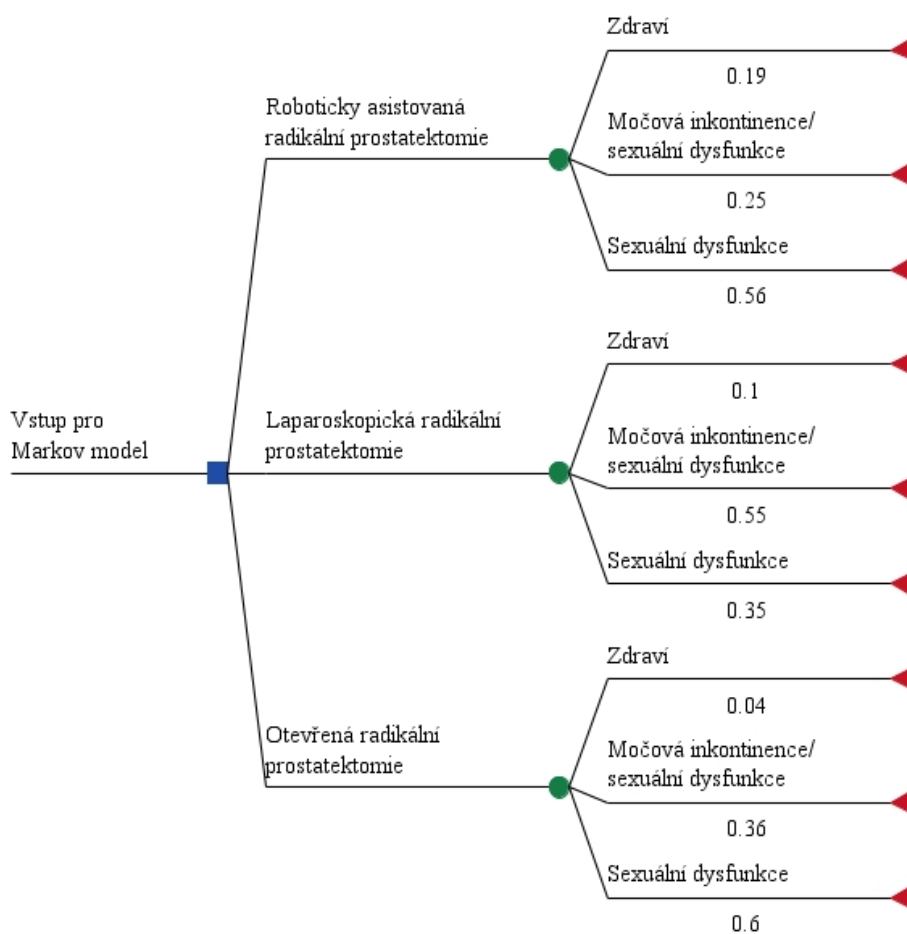 Zdraví
0.19
Roboticky asistovaná
radikální prostatektomie
Močová inkontinence/
sexuální dysfunkce
0.25
Sexuální dysfunkce
0.56
Zdraví
0.1
Vstup pro
Markov model
Laparoskopická radikální
prostatektomie
Močová inkontinence/
sexuální dysfunkce
0.55
Sexuální dysfunkce
0.35
Zdraví
0.04
Otevřená radikální
prostatektomie
Močová inkontinence/
sexuální dysfunkce
0.36
Sexuální dysfunkce
0.6